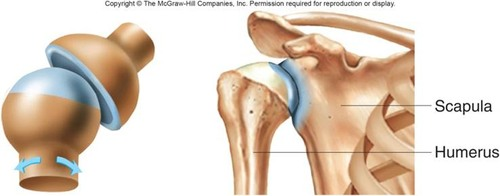 Copyright © The McGraw-Hill Companies, Inc. Permission required for reproduction or display.
Scapula
Humerus